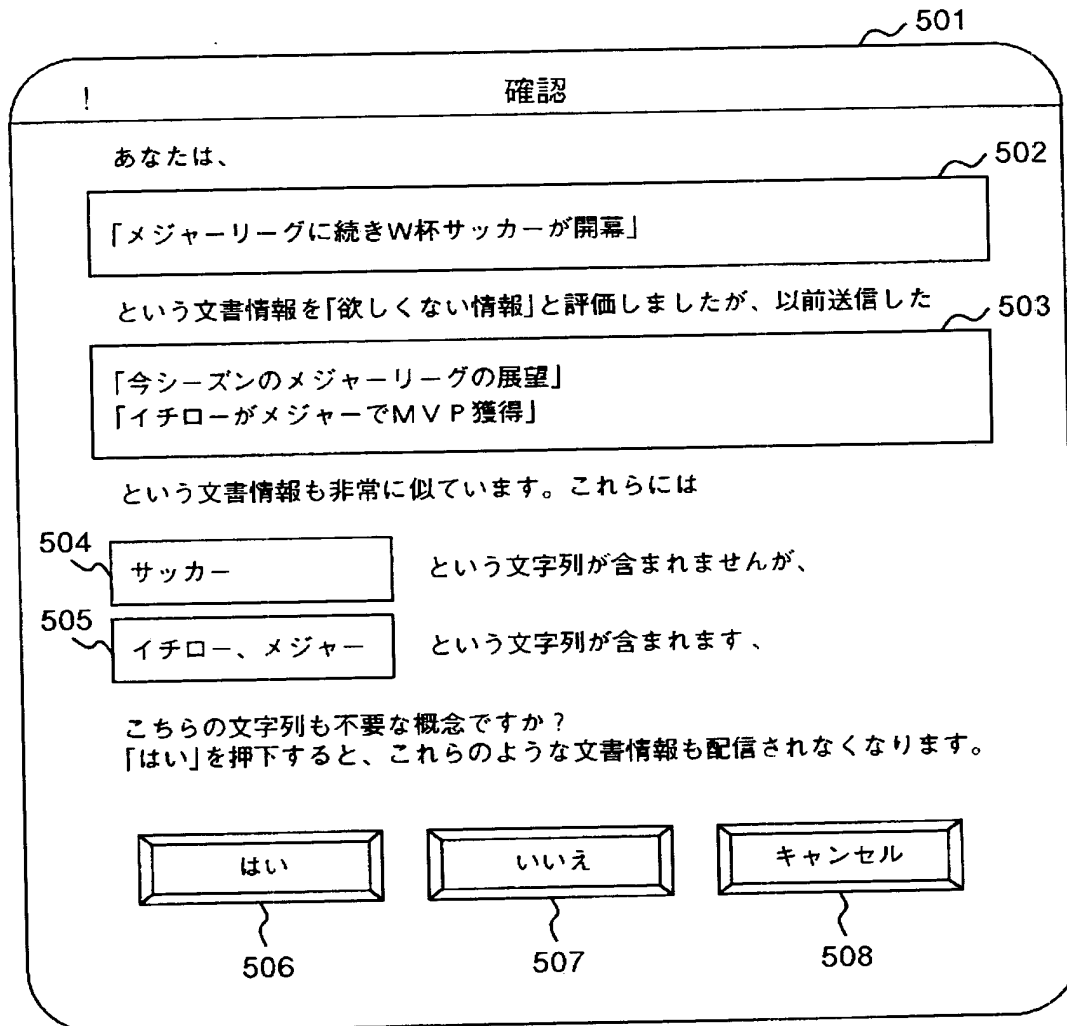 501
! 確認
あなたは、
502
「メジャーリーグに続きW杯サッカーが開幕」
という文書情報を「欲しくない情報」と評価しましたが、以前送信した
503
「今シーズンのメジャーリーグの展望」
「イチローがメジャーでMVP獲得」
という文書情報も非常に似ています。これらには
504 サッカー という文字列が含まれませんが、
505 イチロー、メジャー という文字列が含まれます、
こちらの文字列も不要な概念ですか?
「はい」を押下すると、これらのような文書情報も配信されなくなります。
はい いいえ キャンセル
506 507 508